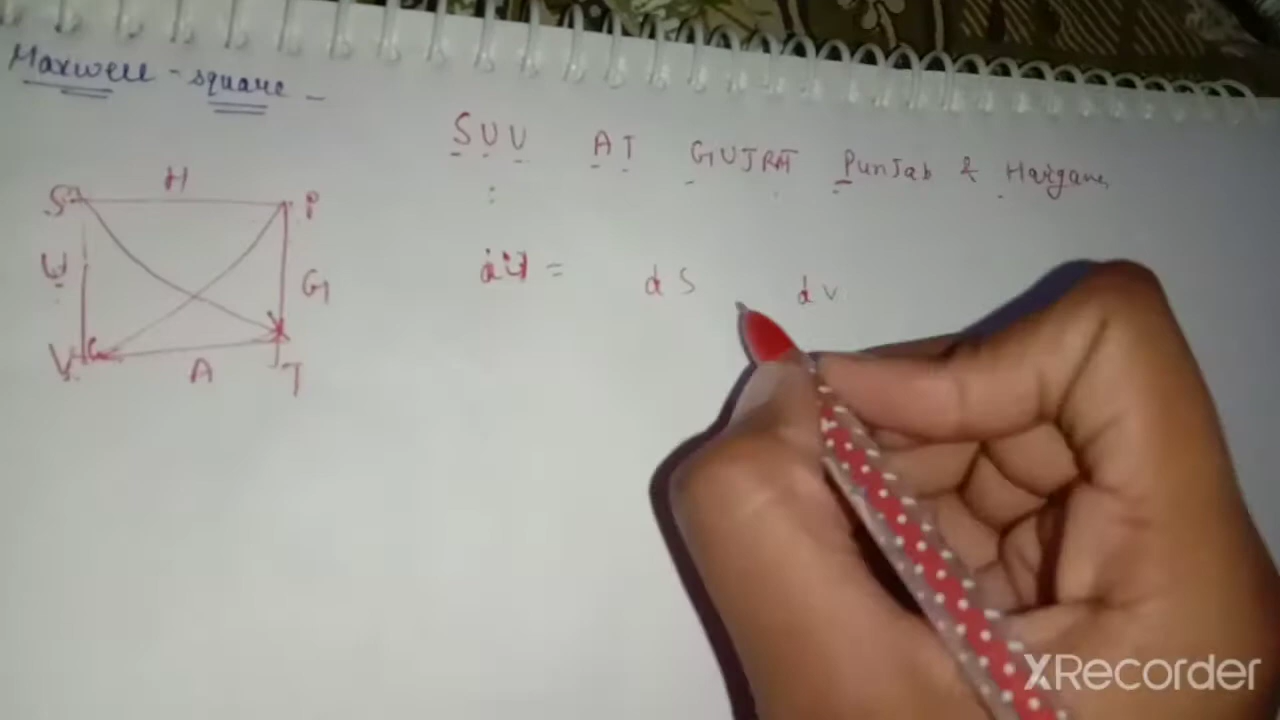 Maxwell - square -
SUV AT GUJRAT Punjab & Haryana
S H P
U G
V A T
dU = dS dv
XRecorder